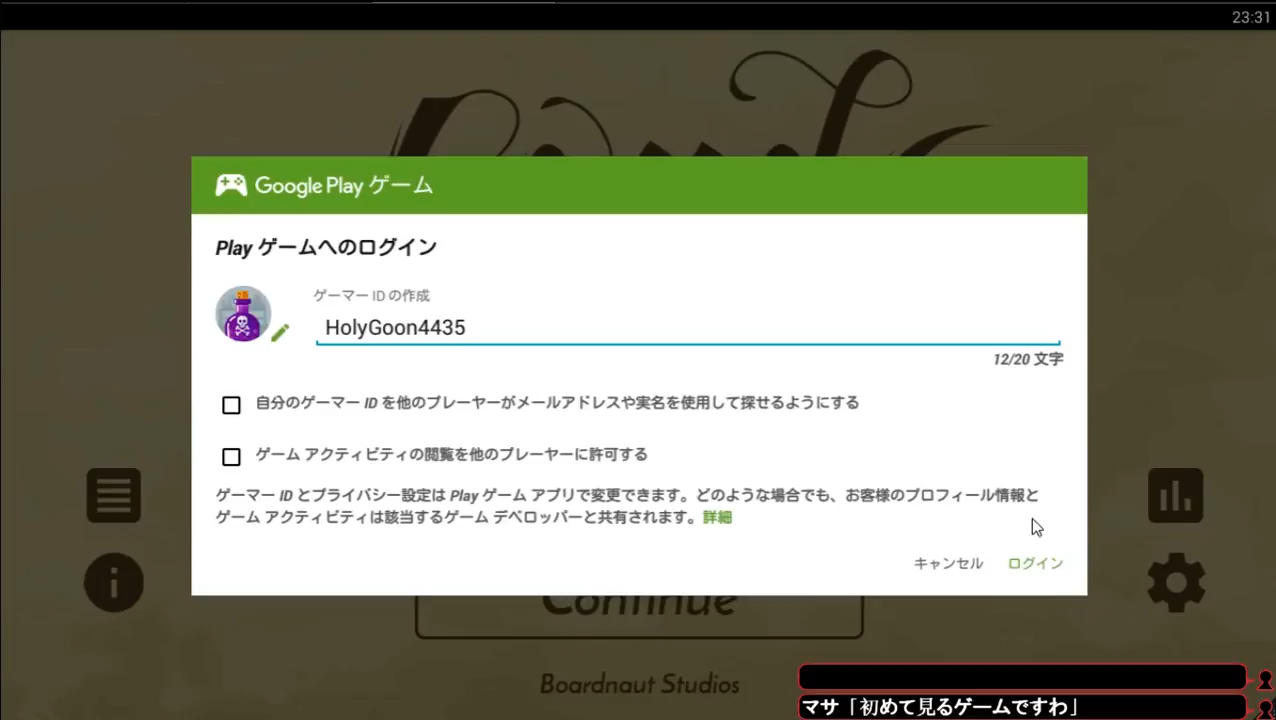 23:31
Google Play ゲーム
Play ゲームへのログイン
ゲーマー ID の作成
HolyGoon4435
12/20 文字
自分のゲーマー ID を他のプレーヤーがメールアドレスや実名を使用して探せるようにする
ゲーム アクティビティの閲覧を他のプレーヤーに許可する
ゲーマー ID とプライバシー設定は Play ゲーム アプリで変更できます。どのような場合でも、お客様のプロフィール情報と
ゲーム アクティビティは該当するゲーム デベロッパーと共有されます。詳細
キャンセル ログイン
Continue
Boardnaut Studios
マサ「初めて見るゲームですわ」